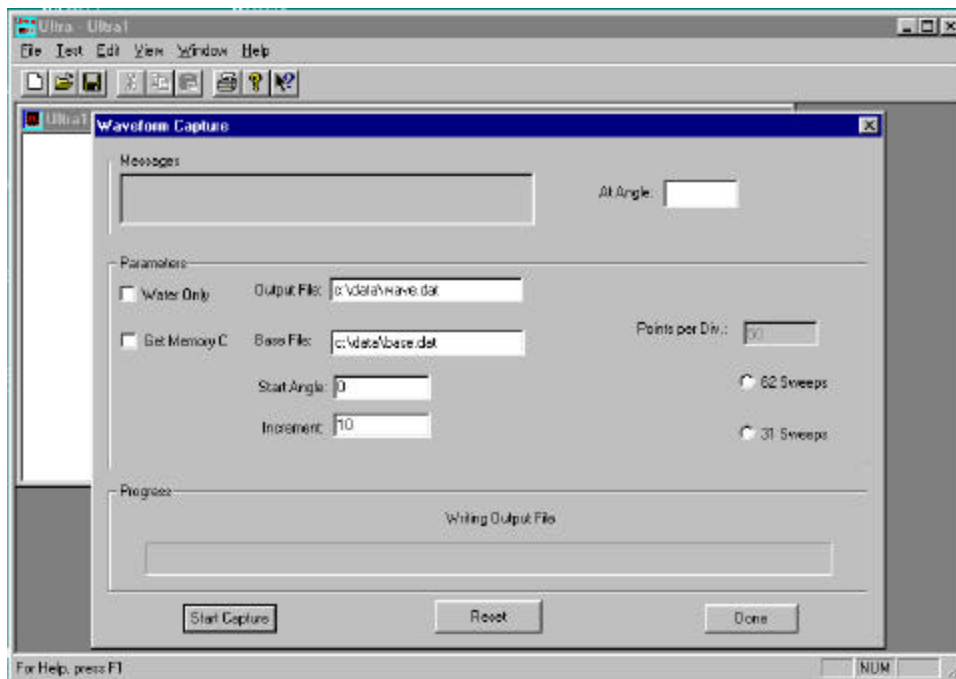 Ultra - Ultra1
File Test Edit View Window Help
Ultra1
Waveform Capture
Messages
At Angle:
Parameters
Water Only
Output File: c:\data\wave.dat
Get Memory C
Base File: c:\data\base.dat
Points per Div.: 50
Start Angle: 0
62 Sweeps
Increment: 10
31 Sweeps
Progress
Writing Output File
Start Capture
Reset
Done
For Help, press F1
NUM